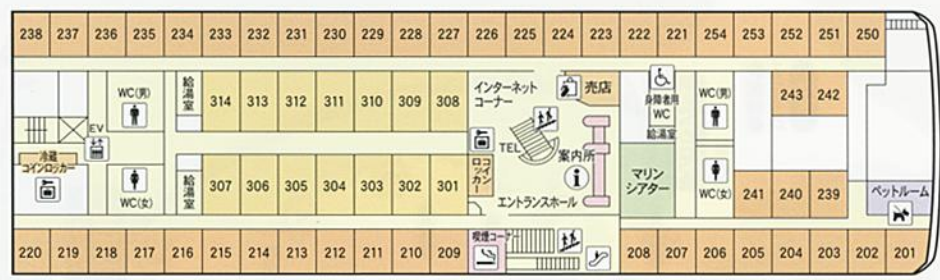 238 237 236 235 234 233 232 231 230 229 228 227 226 225 224 223 222 221 254 253 252 251 250
WC(男)
給湯室
314 313 312 311 310 309 308
インターネット
コーナー
売店
身障者用
WC
給湯室
WC(男)
243 242
EV
冷蔵
コインロッカー
TEL
案内所
WC(女)
給湯室
307 306 305 304 303 302 301
コインロッカー
エントランスホール
マリン
シアター
WC(女)
241 240 239
ペットルーム
喫煙コーナー
220 219 218 217 216 215 214 213 212 211 210 209 208 207 206 205 204 203 202 201